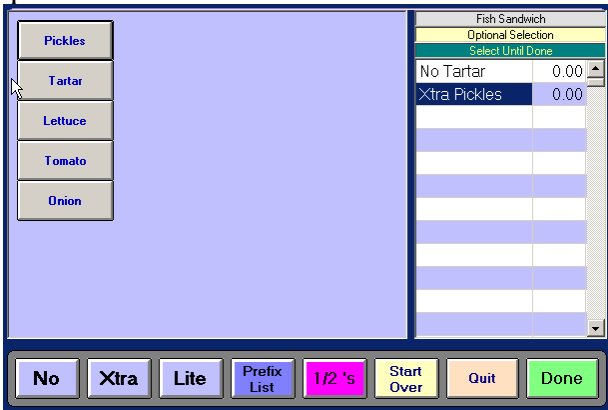 Pickles
Tartar
Lettuce
Tomato
Onion
Fish Sandwich
Optional Selection
Select Until Done
No Tartar 0.00
Xtra Pickles 0.00
No
Xtra
Lite
Prefix
List
1/2 's
Start
Over
Quit
Done